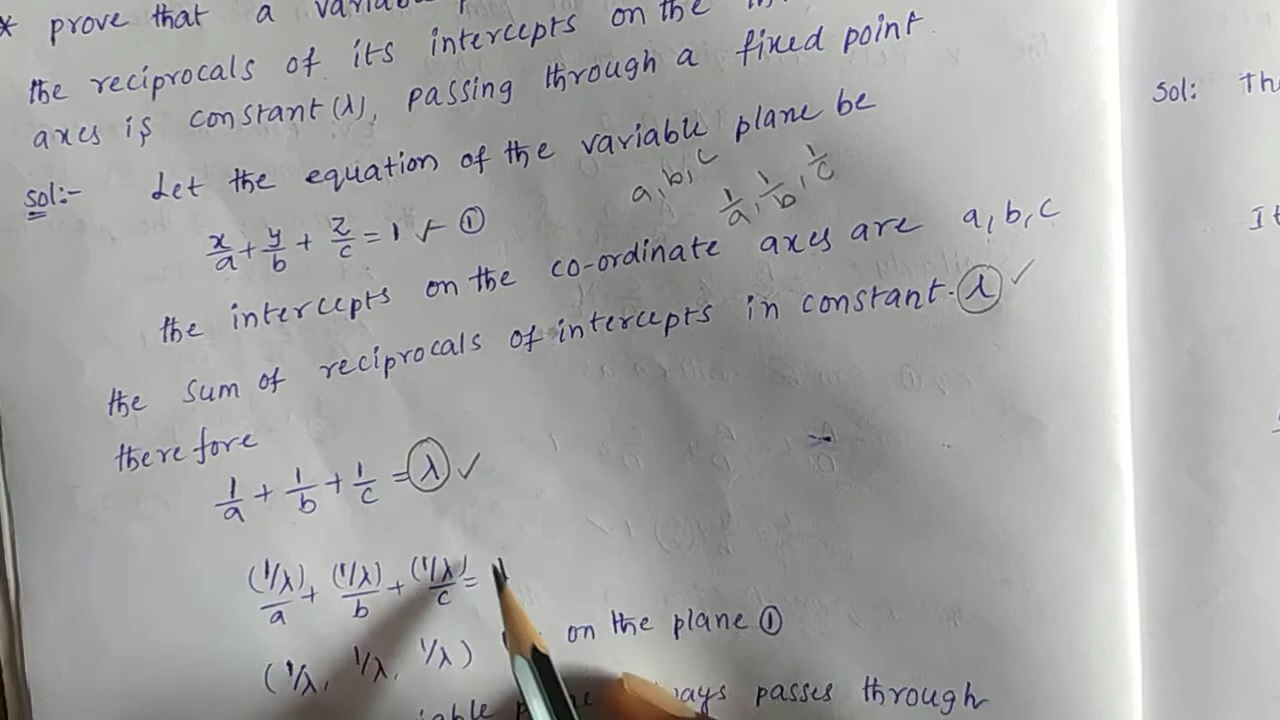 * prove that a
the reciprocals of its intercepts on the
axes is constant (λ), passing through a fixed point.
sol:- Let the equation of the variable plane be
a, b, c
1/a, 1/b, 1/c
x/a + y/b + z/c = 1 ①
the intercepts on the co-ordinate axes are a, b, c
the sum of reciprocals of intercepts in constant. λ ✓
therefore
1/a + 1/b + 1/c = λ ✓
(1/λ)/a + (1/λ)/b + (1/λ)/c =
(1/λ, 1/λ, 1/λ) on the plane ①
passes through
Sol: